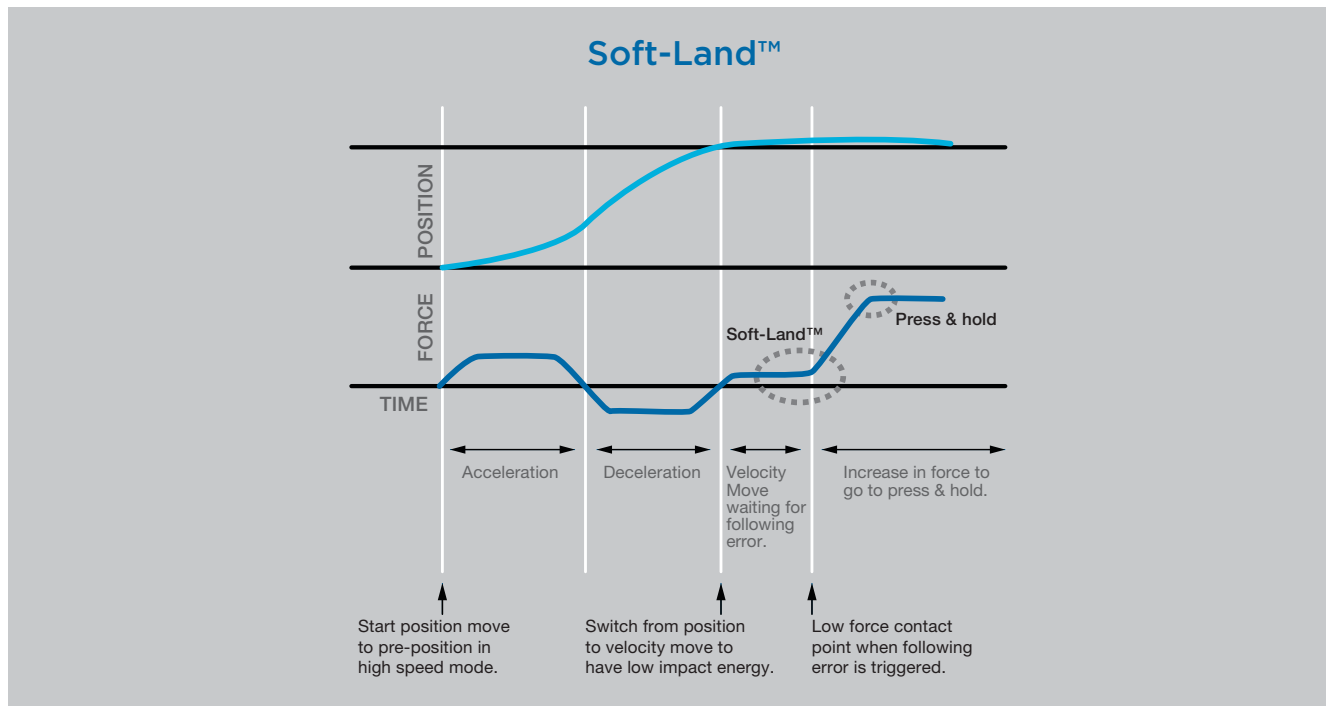 Soft-Land™
POSITION
FORCE
Soft-Land™
Press & hold
TIME
Acceleration
Deceleration
Velocity
Move
waiting for
following
error.
Increase in force to
go to press & hold.
Start position move
to pre-position in
high speed mode.
Switch from position
to velocity move to
have low impact energy.
Low force contact
point when following
error is triggered.